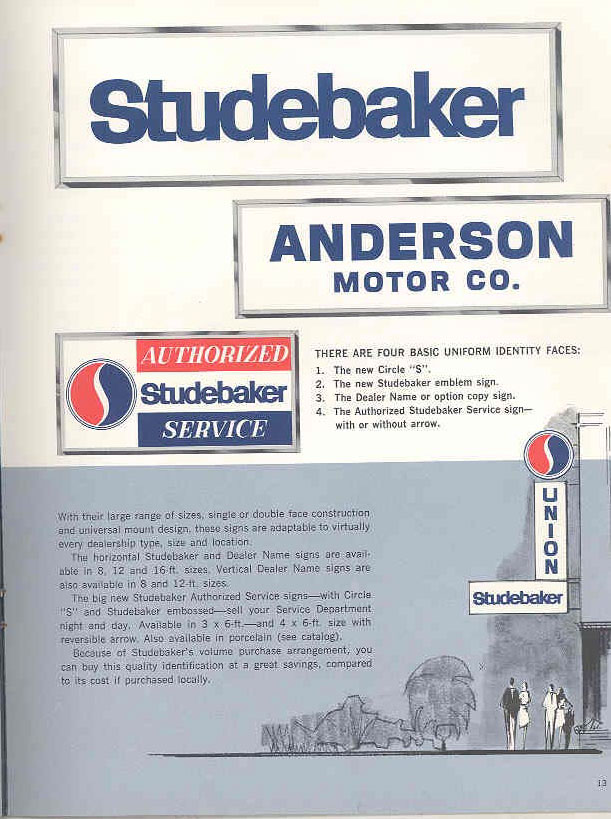 Studebaker
ANDERSON
MOTOR CO.
AUTHORIZED
Studebaker
SERVICE
THERE ARE FOUR BASIC UNIFORM IDENTITY FACES:
1. The new Circle "S".
2. The new Studebaker emblem sign.
3. The Dealer Name or option copy sign.
4. The Authorized Studebaker Service sign—
with or without arrow.
UNION
Studebaker
With their large range of sizes, single or double face construction
and universal mount design, these signs are adaptable to virtually
every dealership type, size and location.
The horizontal Studebaker and Dealer Name signs are avail-
able in 8, 12 and 16-ft. sizes. Vertical Dealer Name signs are
also available in 8 and 12-ft. sizes.
The big new Studebaker Authorized Service signs—with Circle
"S" and Studebaker embossed—sell your Service Department
night and day. Available in 3 x 6-ft.—and 4 x 6-ft. size with
reversible arrow. Also available in porcelain (see catalog).
Because of Studebaker's volume purchase arrangement, you
can buy this quality identification at a great savings, compared
to its cost if purchased locally.
13